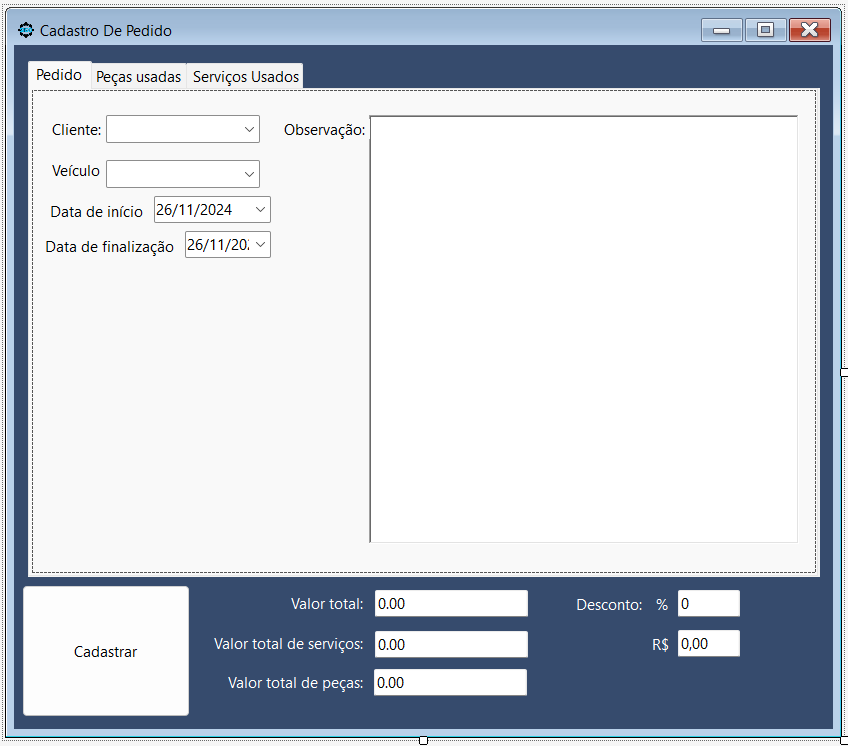 Cadastro De Pedido
Pedido Peças usadas Serviços Usados
Cliente: Observação:
Veículo
Data de início 26/11/2024
Data de finalização 26/11/202
Valor total: 0.00 Desconto: % 0
Valor total de serviços: 0.00 R$ 0,00
Valor total de peças: 0.00
Cadastrar